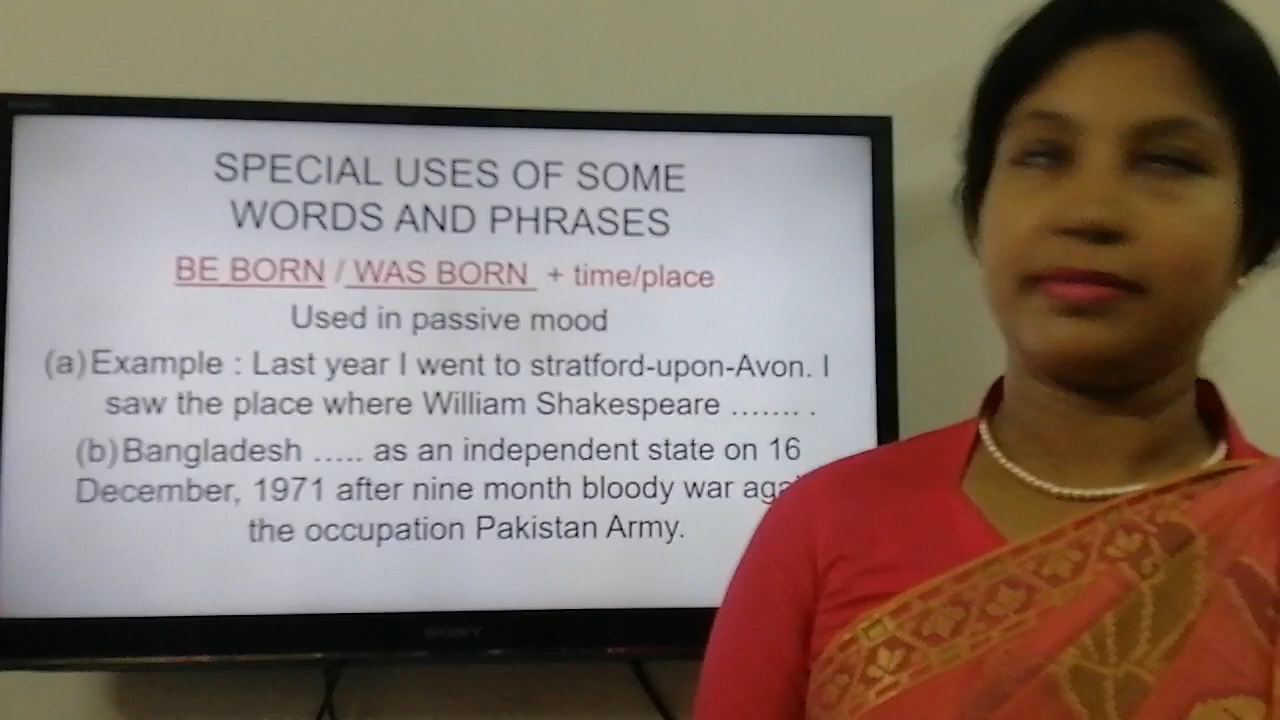 SPECIAL USES OF SOME
WORDS AND PHRASES
BE BORN / WAS BORN + time/place
Used in passive mood
(a) Example : Last year I went to stratford-upon-Avon. I
saw the place where William Shakespeare ....... .
(b) Bangladesh ..... as an independent state on 16
December, 1971 after nine month bloody war
the occupation Pakistan Army.
SONY